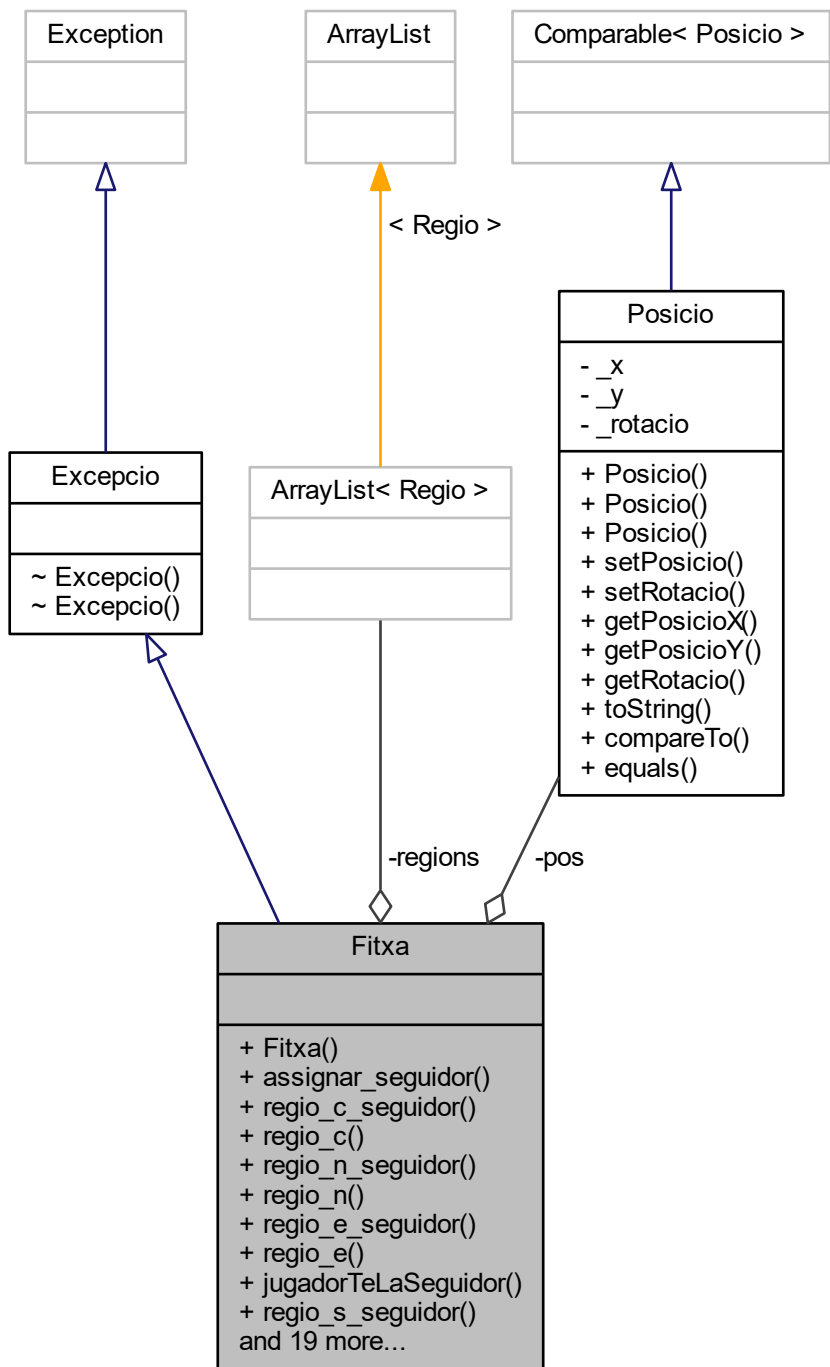 Exception
ArrayList
Comparable< Posicio >
< Regio >
Posicio
- _x
- _y
- _rotacio
+ Posicio()
+ Posicio()
+ Posicio()
+ setPosicio()
+ setRotacio()
+ getPosicioX()
+ getPosicioY()
+ getRotacio()
+ toString()
+ compareTo()
+ equals()
Excepcio
~ Excepcio()
~ Excepcio()
ArrayList< Regio >
-regions
-pos
Fitxa
+ Fitxa()
+ assignar_seguidor()
+ regio_c_seguidor()
+ regio_c()
+ regio_n_seguidor()
+ regio_n()
+ regio_e_seguidor()
+ regio_e()
+ jugadorTeLaSeguidor()
+ regio_s_seguidor()
and 19 more...